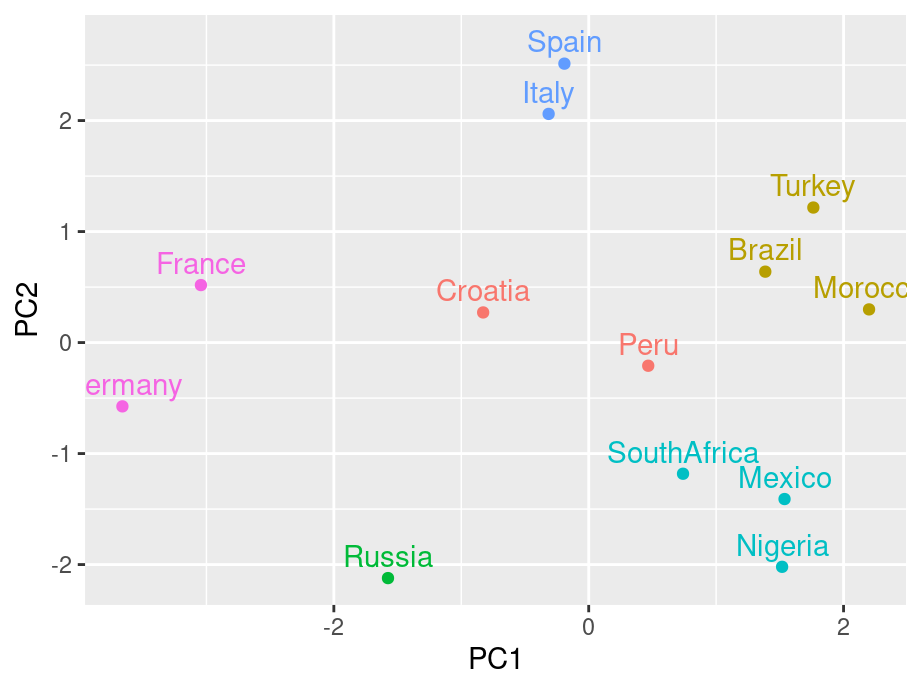 Spain
Italy
2
Turkey
1
Brazil
France
Morocc
Croatia
PC2
0
Peru
ermany
-1
SouthAfrica
Mexico
Nigeria
Russia
-2
-2
0
2
PC1